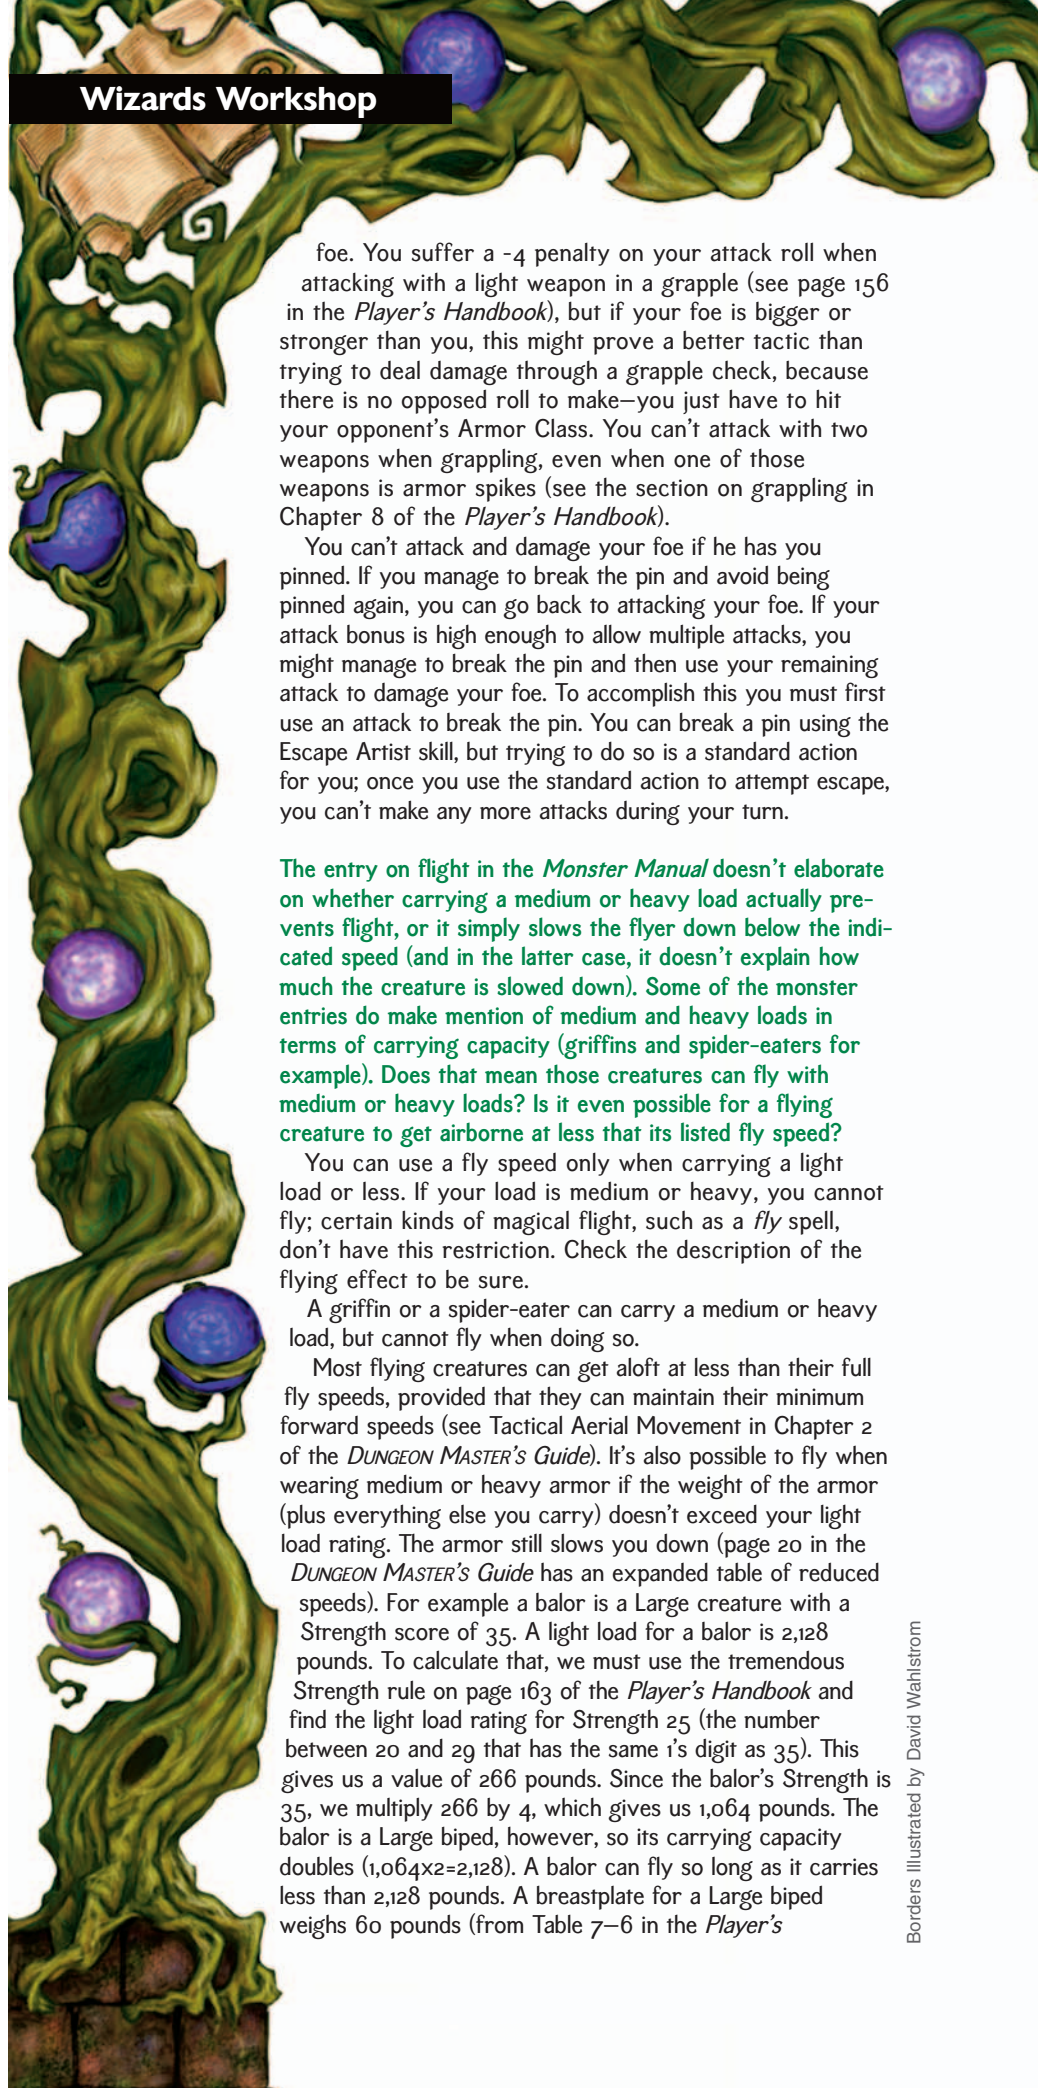 Wizards Workshop
foe. You suffer a -4 penalty on your attack roll when
attacking with a light weapon in a grapple (see page 156
in the Player's Handbook), but if your foe is bigger or
stronger than you, this might prove a better tactic than
trying to deal damage through a grapple check, because
there is no opposed roll to make—you just have to hit
your opponent's Armor Class. You can't attack with two
weapons when grappling, even when one of those
weapons is armor spikes (see the section on grappling in
Chapter 8 of the Player's Handbook).
You can't attack and damage your foe if he has you
pinned. If you manage to break the pin and avoid being
pinned again, you can go back to attacking your foe. If your
attack bonus is high enough to allow multiple attacks, you
might manage to break the pin and then use your remaining
attack to damage your foe. To accomplish this you must first
use an attack to break the pin. You can break a pin using the
Escape Artist skill, but trying to do so is a standard action
for you; once you use the standard action to attempt escape,
you can't make any more attacks during your turn.
The entry on flight in the Monster Manual doesn't elaborate
on whether carrying a medium or heavy load actually pre-
vents flight, or it simply slows the flyer down below the indi-
cated speed (and in the latter case, it doesn't explain how
much the creature is slowed down). Some of the monster
entries do make mention of medium and heavy loads in
terms of carrying capacity (griffins and spider-eaters for
example). Does that mean those creatures can fly with
medium or heavy loads? Is it even possible for a flying
creature to get airborne at less that its listed fly speed?
You can use a fly speed only when carrying a light
load or less. If your load is medium or heavy, you cannot
fly; certain kinds of magical flight, such as a fly spell,
don't have this restriction. Check the description of the
flying effect to be sure.
A griffin or a spider-eater can carry a medium or heavy
load, but cannot fly when doing so.
Most flying creatures can get aloft at less than their full
fly speeds, provided that they can maintain their minimum
forward speeds (see Tactical Aerial Movement in Chapter 2
of the DUNGEON MASTER'S Guide). It's also possible to fly when
wearing medium or heavy armor if the weight of the armor
(plus everything else you carry) doesn't exceed your light
load rating. The armor still slows you down (page 20 in the
DUNGEON MASTER'S Guide has an expanded table of reduced
speeds). For example a balor is a Large creature with a
Strength score of 35. A light load for a balor is 2,128
pounds. To calculate that, we must use the tremendous
Strength rule on page 163 of the Player's Handbook and
find the light load rating for Strength 25 (the number
between 20 and 29 that has the same 1's digit as 35). This
gives us a value of 266 pounds. Since the balor's Strength is
35, we multiply 266 by 4, which gives us 1,064 pounds. The
balor is a Large biped, however, so its carrying capacity
doubles (1,064x2=2,128). A balor can fly so long as it carries
less than 2,128 pounds. A breastplate for a Large biped
weighs 60 pounds (from Table 7–6 in the Player's
Borders Illustrated by David Wahlstrom